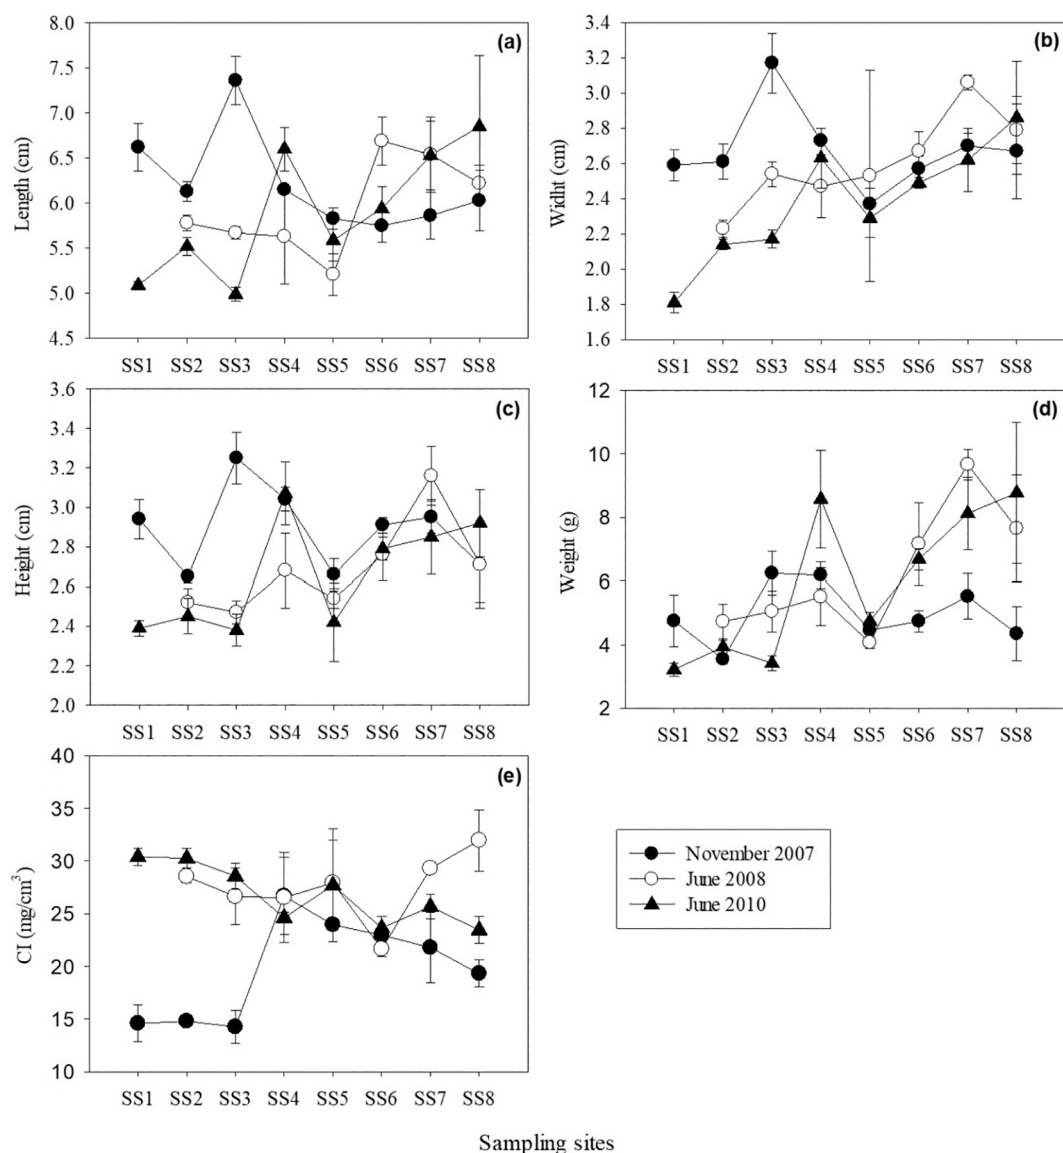 (a)
Length (cm)
8.0
7.5
7.0
6.5
6.0
5.5
5.0
4.5
SS1 SS2 SS3 SS4 SS5 SS6 SS7 SS8
(b)
Widht (cm)
3.4
3.2
3.0
2.8
2.6
2.4
2.2
2.0
1.8
1.6
SS1 SS2 SS3 SS4 SS5 SS6 SS7 SS8
(c)
Height (cm)
3.6
3.4
3.2
3.0
2.8
2.6
2.4
2.2
2.0
SS1 SS2 SS3 SS4 SS5 SS6 SS7 SS8
(d)
Weight (g)
12
10
8
6
4
2
SS1 SS2 SS3 SS4 SS5 SS6 SS7 SS8
(e)
CI (mg/cm³)
40
35
30
25
20
15
10
SS1 SS2 SS3 SS4 SS5 SS6 SS7 SS8
November 2007
June 2008
June 2010
Sampling sites